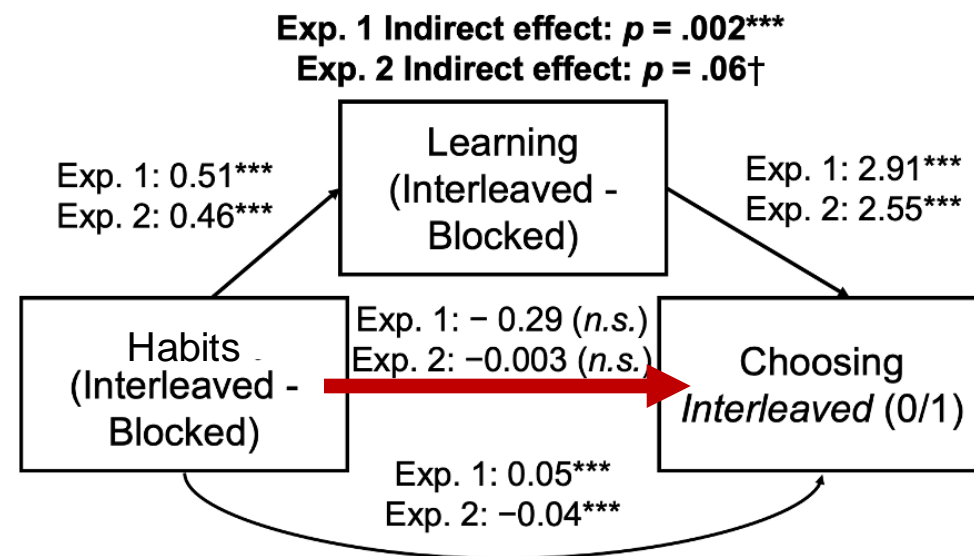 Exp. 1 Indirect effect: p = .002***
Exp. 2 Indirect effect: p = .06†
Learning
(Interleaved -
Blocked)
Exp. 1: 0.51***
Exp. 2: 0.46***
Exp. 1: 2.91***
Exp. 2: 2.55***
Habits
(Interleaved -
Blocked)
Exp. 1: − 0.29 (n.s.)
Exp. 2: −0.003 (n.s.)
Choosing
Interleaved (0/1)
Exp. 1: 0.05***
Exp. 2: −0.04***